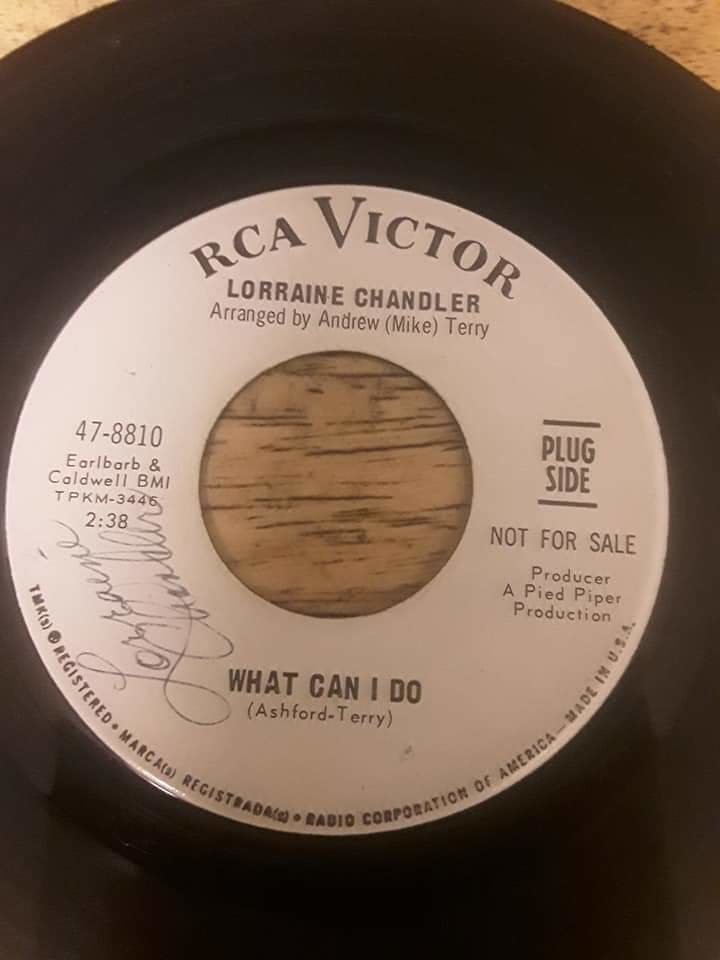 RCA VICTOR
LORRAINE CHANDLER
Arranged by Andrew (Mike) Terry
47-8810
Earlbarb &
Caldwell BMI
TPKM-3446
2:38
PLUG
SIDE
NOT FOR SALE
Producer
A Pied Piper
Production
Lorraine
Chandler
WHAT CAN I DO
(Ashford-Terry)
TMK(s) ® REGISTERED • MARCA(s) REGISTRADA(s) • RADIO CORPORATION OF AMERICA — MADE IN U.S.A.